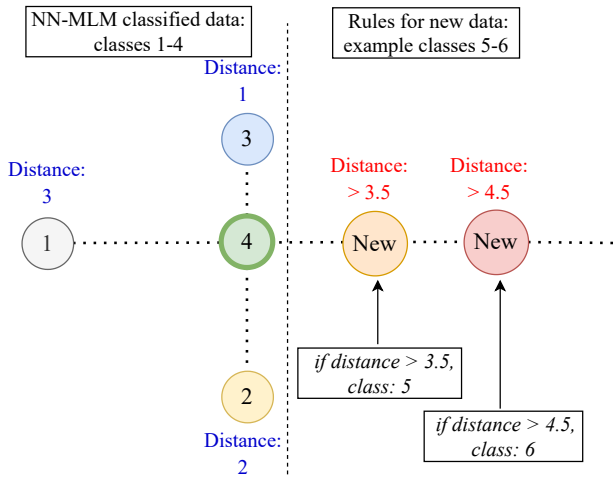 NN-MLM classified data:
classes 1-4
Rules for new data:
example classes 5-6
Distance:
1
3
Distance:
3
1
4
2
Distance:
2
Distance:
> 3.5
New
Distance:
> 4.5
New
if distance > 3.5,
class: 5
if distance > 4.5,
class: 6